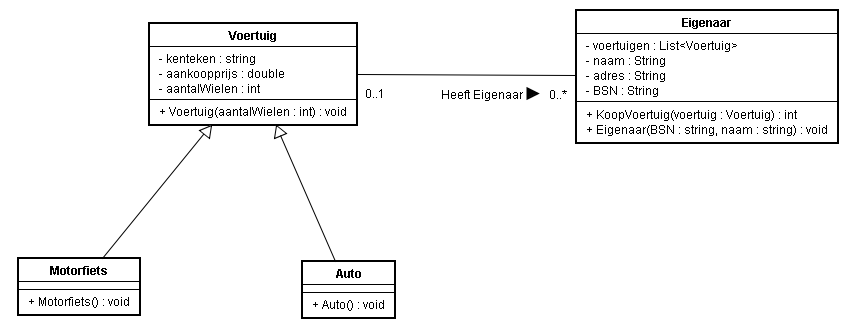 Voertuig
- kenteken : string
- aankoopprijs : double
- aantalWielen : int
+ Voertuig(aantalWielen : int) : void
Eigenaar
- voertuigen : List<Voertuig>
- naam : String
- adres : String
- BSN : String
+ KoopVoertuig(voertuig : Voertuig) : int
+ Eigenaar(BSN : string, naam : string) : void
0..1
Heeft Eigenaar
0..*
Motorfiets
+ Motorfiets() : void
Auto
+ Auto() : void